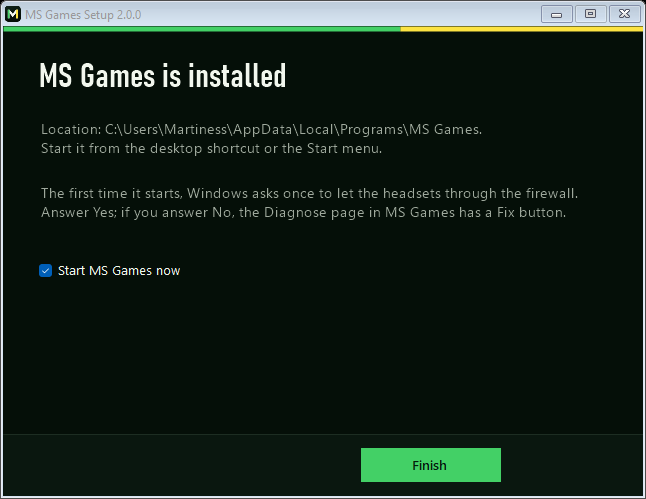 MS Games Setup 2.0.0
MS Games is installed
Location: C:\Users\Martiness\AppData\Local\Programs\MS Games.
Start it from the desktop shortcut or the Start menu.
The first time it starts, Windows asks once to let the headsets through the firewall.
Answer Yes; if you answer No, the Diagnose page in MS Games has a Fix button.
Start MS Games now
Finish